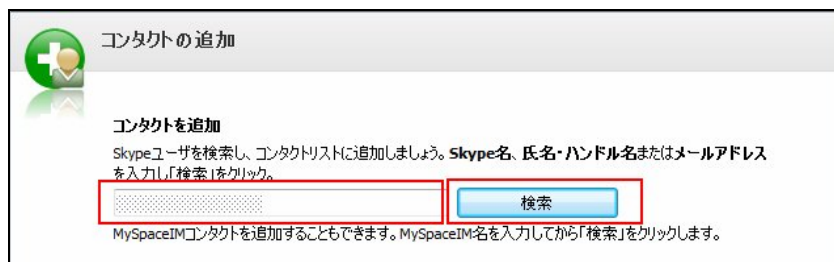 コンタクトの追加
コンタクトを追加
Skypeユーザを検索し、コンタクトリストに追加しましょう。Skype名、氏名・ハンドル名またはメールアドレス
を入力し「検索」をクリック。
検索
MySpaceIMコンタクトを追加することもできます。MySpaceIM名を入力してから「検索」をクリックします。